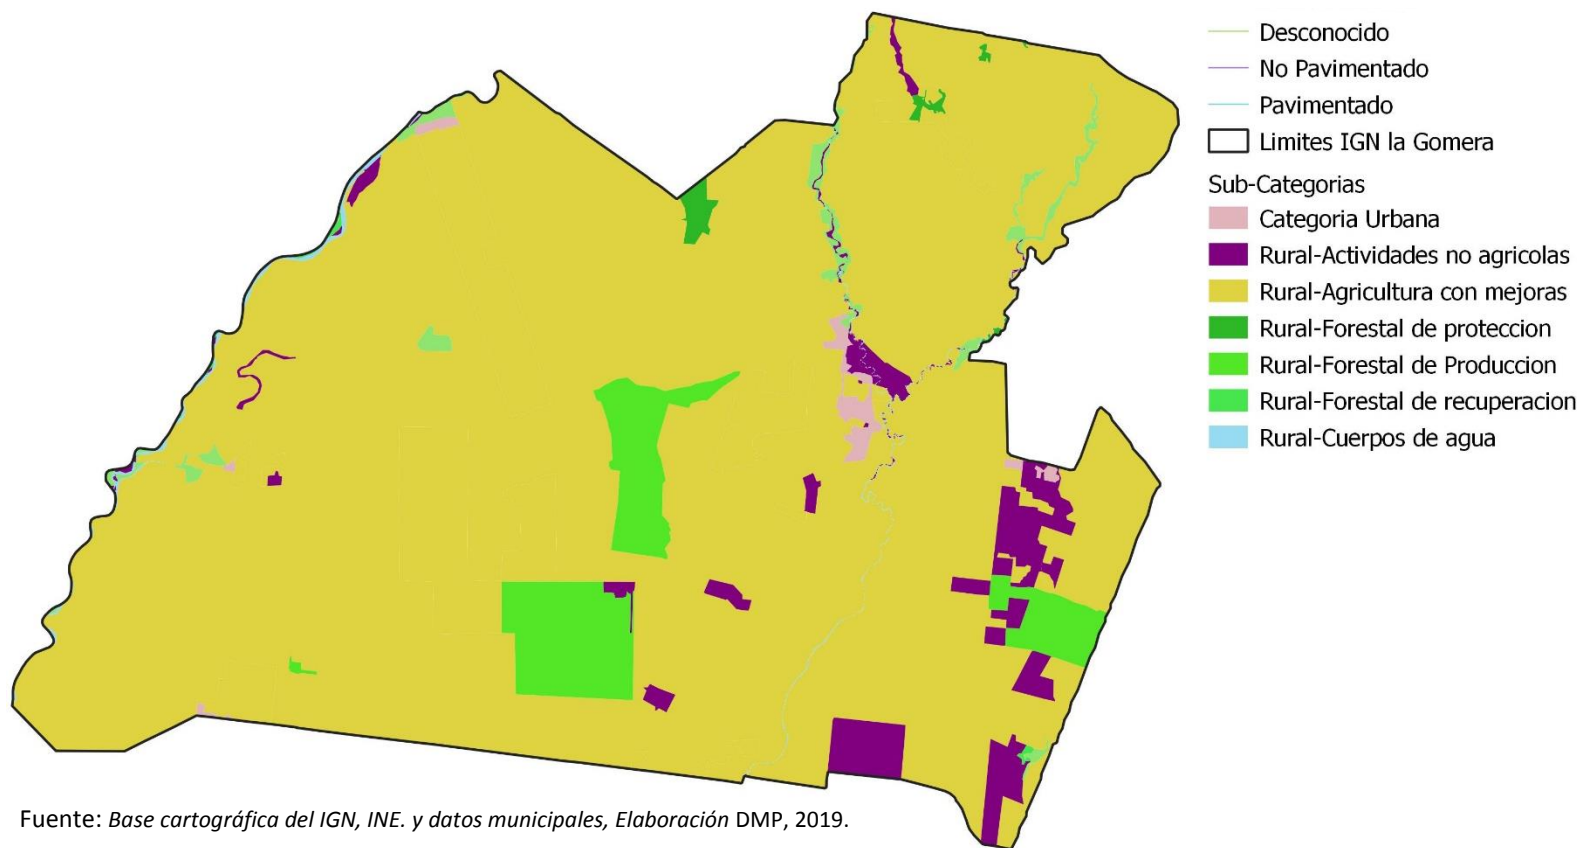 Desconocido
No Pavimentado
Pavimentado
Limites IGN la Gomera
Sub-Categorias
Categoria Urbana
Rural-Actividades no agricolas
Rural-Agricultura con mejoras
Rural-Forestal de proteccion
Rural-Forestal de Produccion
Rural-Forestal de recuperacion
Rural-Cuerpos de agua
Fuente: Base cartográfica del IGN, INE. y datos municipales, Elaboración DMP, 2019.